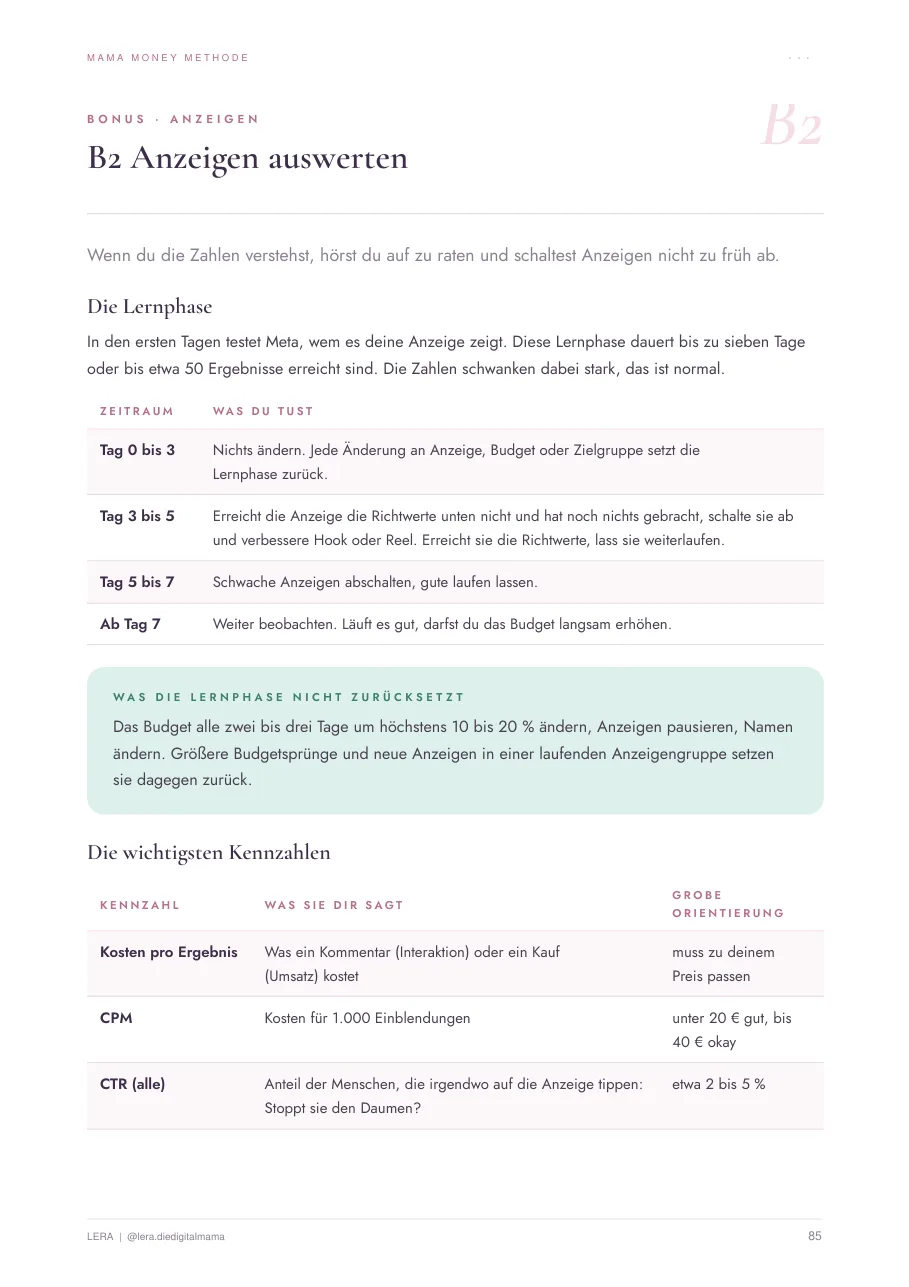 MAMA MONEY METHODE
. . .
BONUS · ANZEIGEN
B2
B2 Anzeigen auswerten
Wenn du die Zahlen verstehst, hörst du auf zu raten und schaltest Anzeigen nicht zu früh ab.
Die Lernphase
In den ersten Tagen testet Meta, wem es deine Anzeige zeigt. Diese Lernphase dauert bis zu sieben Tage
oder bis etwa 50 Ergebnisse erreicht sind. Die Zahlen schwanken dabei stark, das ist normal.
ZEITRAUM WAS DU TUST
Tag 0 bis 3 Nichts ändern. Jede Änderung an Anzeige, Budget oder Zielgruppe setzt die
Lernphase zurück.
Tag 3 bis 5 Erreicht die Anzeige die Richtwerte unten nicht und hat noch nichts gebracht, schalte sie ab
und verbessere Hook oder Reel. Erreicht sie die Richtwerte, lass sie weiterlaufen.
Tag 5 bis 7 Schwache Anzeigen abschalten, gute laufen lassen.
Ab Tag 7 Weiter beobachten. Läuft es gut, darfst du das Budget langsam erhöhen.
WAS DIE LERNPHASE NICHT ZURÜCKSETZT
Das Budget alle zwei bis drei Tage um höchstens 10 bis 20 % ändern, Anzeigen pausieren, Namen
ändern. Größere Budgetsprünge und neue Anzeigen in einer laufenden Anzeigengruppe setzen
sie dagegen zurück.
Die wichtigsten Kennzahlen
KENNZAHL WAS SIE DIR SAGT GROBE
ORIENTIERUNG
Kosten pro Ergebnis Was ein Kommentar (Interaktion) oder ein Kauf muss zu deinem
(Umsatz) kostet Preis passen
CPM Kosten für 1.000 Einblendungen unter 20 € gut, bis
40 € okay
CTR (alle) Anteil der Menschen, die irgendwo auf die Anzeige tippen: etwa 2 bis 5 %
Stoppt sie den Daumen?
LERA | @lera.diedigitalmama 85